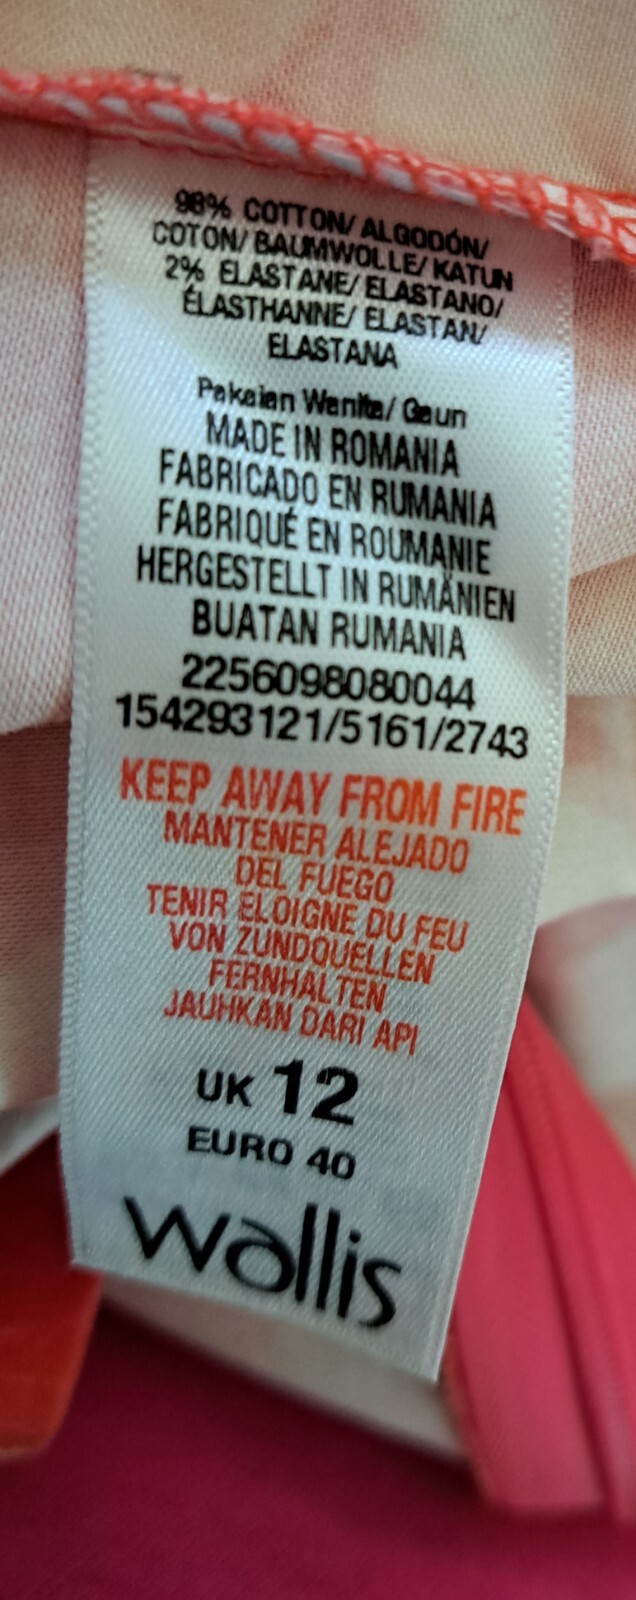 98% COTTON/ ALGODÓN/
COTON/ BAUMWOLLE/ KATUN
2% ELASTANE/ ELASTANO/
ÉLASTHANNE/ ELASTAN/
ELASTANA
Pakaian Wanita/ Gaun
MADE IN ROMANIA
FABRICADO EN RUMANIA
FABRIQUÉ EN ROUMANIE
HERGESTELLT IN RUMÄNIEN
BUATAN RUMANIA
2256098080044
154293121/5161/2743
KEEP AWAY FROM FIRE
MANTENER ALEJADO
DEL FUEGO
TENIR ELOIGNE DU FEU
VON ZUNDQUELLEN
FERNHALTEN
JAUHKAN DARI API
UK 12
EURO 40
wallis